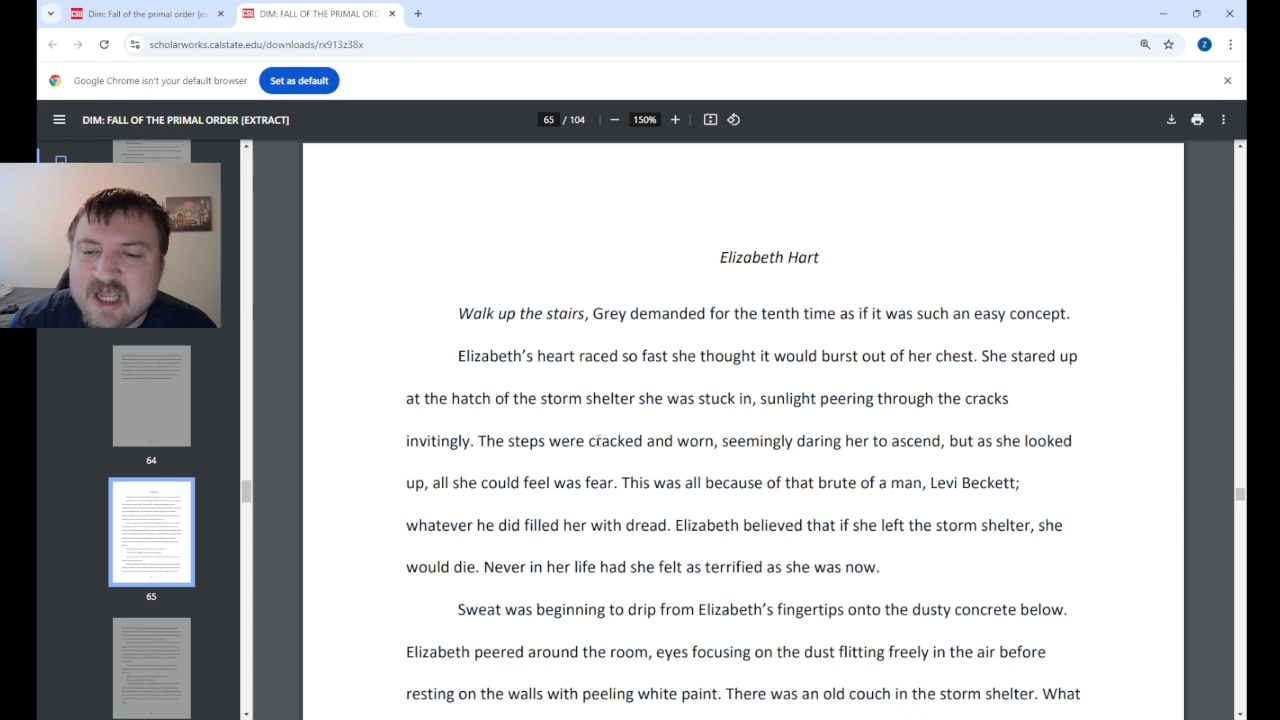 Dim: Fall of the primal order [e
DIM: FALL OF THE PRIMAL ORD
scholarworks.calstate.edu/downloads/rx913z38x
Z
Google Chrome isn't your default browser
Set as default
DIM: FALL OF THE PRIMAL ORDER [EXTRACT]
65 / 104
150%
64
65
Elizabeth Hart
Walk up the stairs, Grey demanded for the tenth time as if it was such an easy concept.
Elizabeth's heart raced so fast she thought it would burst out of her chest. She stared up
at the hatch of the storm shelter she was stuck in, sunlight peering through the cracks
invitingly. The steps were cracked and worn, seemingly daring her to ascend, but as she looked
up, all she could feel was fear. This was all because of that brute of a man, Levi Beckett;
whatever he did filled her with dread. Elizabeth believed that if she left the storm shelter, she
would die. Never in her life had she felt as terrified as she was now.
Sweat was beginning to drip from Elizabeth's fingertips onto the dusty concrete below.
Elizabeth peered around the room, eyes focusing on the dust flitting freely in the air before
resting on the walls with peeling white paint. There was an old couch in the storm shelter. What